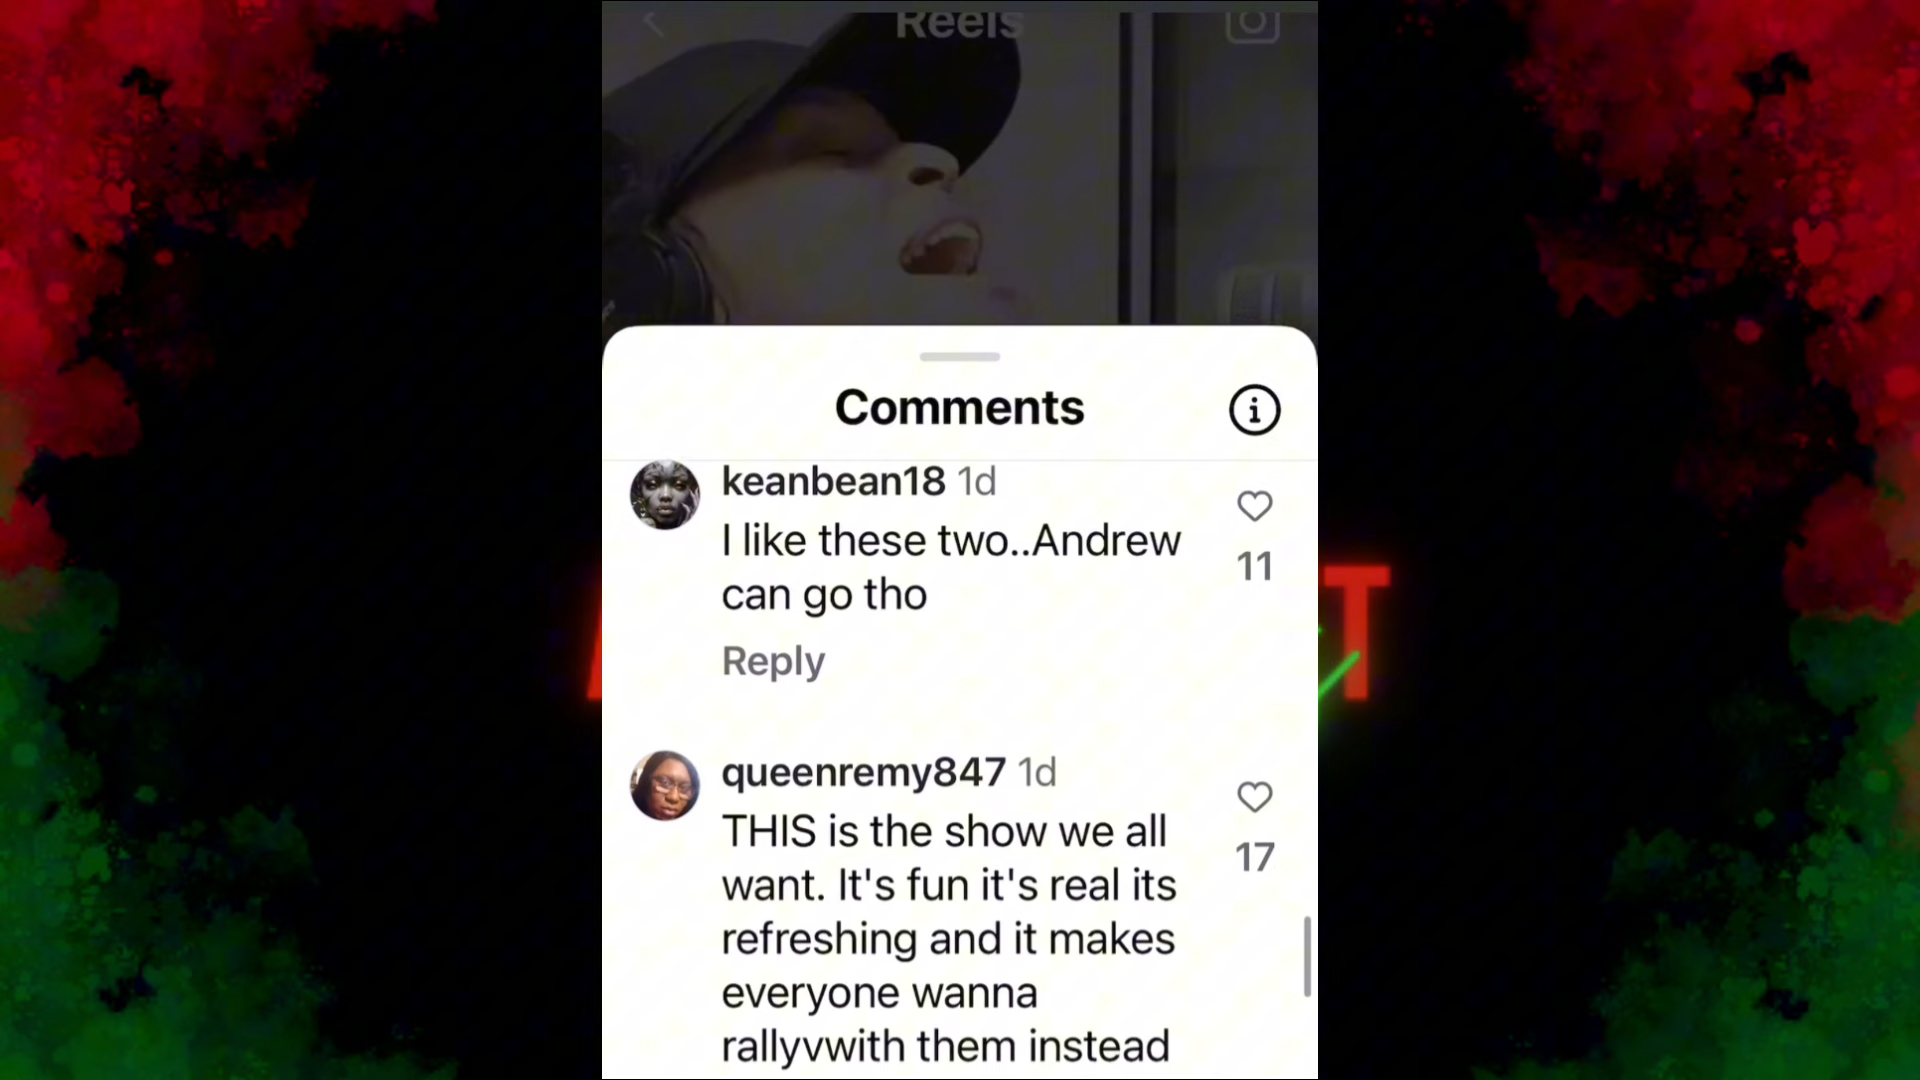 Reels
Comments
keanbean18 1d
I like these two..Andrew
can go tho
11
Reply
queenremy847 1d
THIS is the show we all
want. It's fun it's real its
refreshing and it makes
everyone wanna
rallyvwith them instead
17
T